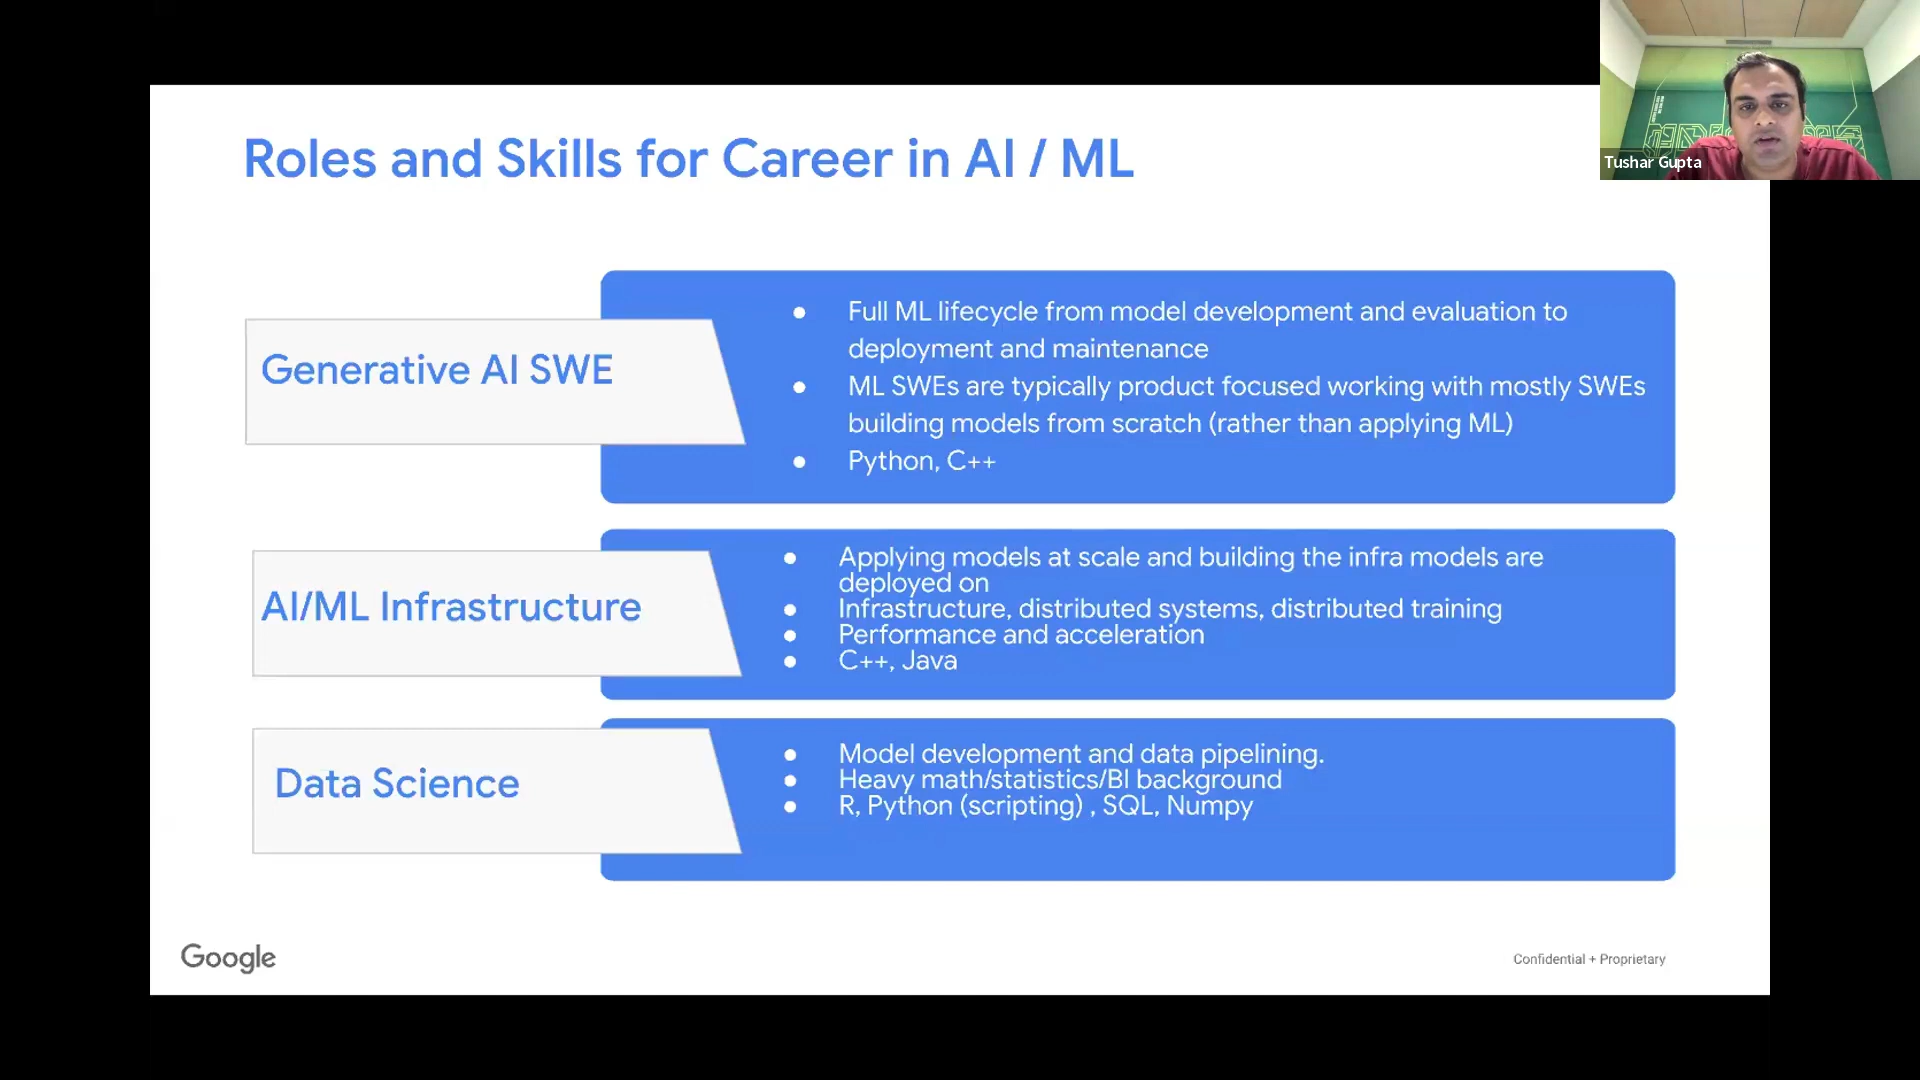 Roles and Skills for Career in AI / ML
Tushar Gupta
Generative AI SWE
● Full ML lifecycle from model development and evaluation to
deployment and maintenance
● ML SWEs are typically product focused working with mostly SWEs
building models from scratch (rather than applying ML)
● Python, C++
AI/ML Infrastructure
● Applying models at scale and building the infra models are
deployed on
● Infrastructure, distributed systems, distributed training
● Performance and acceleration
● C++, Java
Data Science
● Model development and data pipelining.
● Heavy math/statistics/BI background
● R, Python (scripting) , SQL, Numpy
Google
Confidential + Proprietary